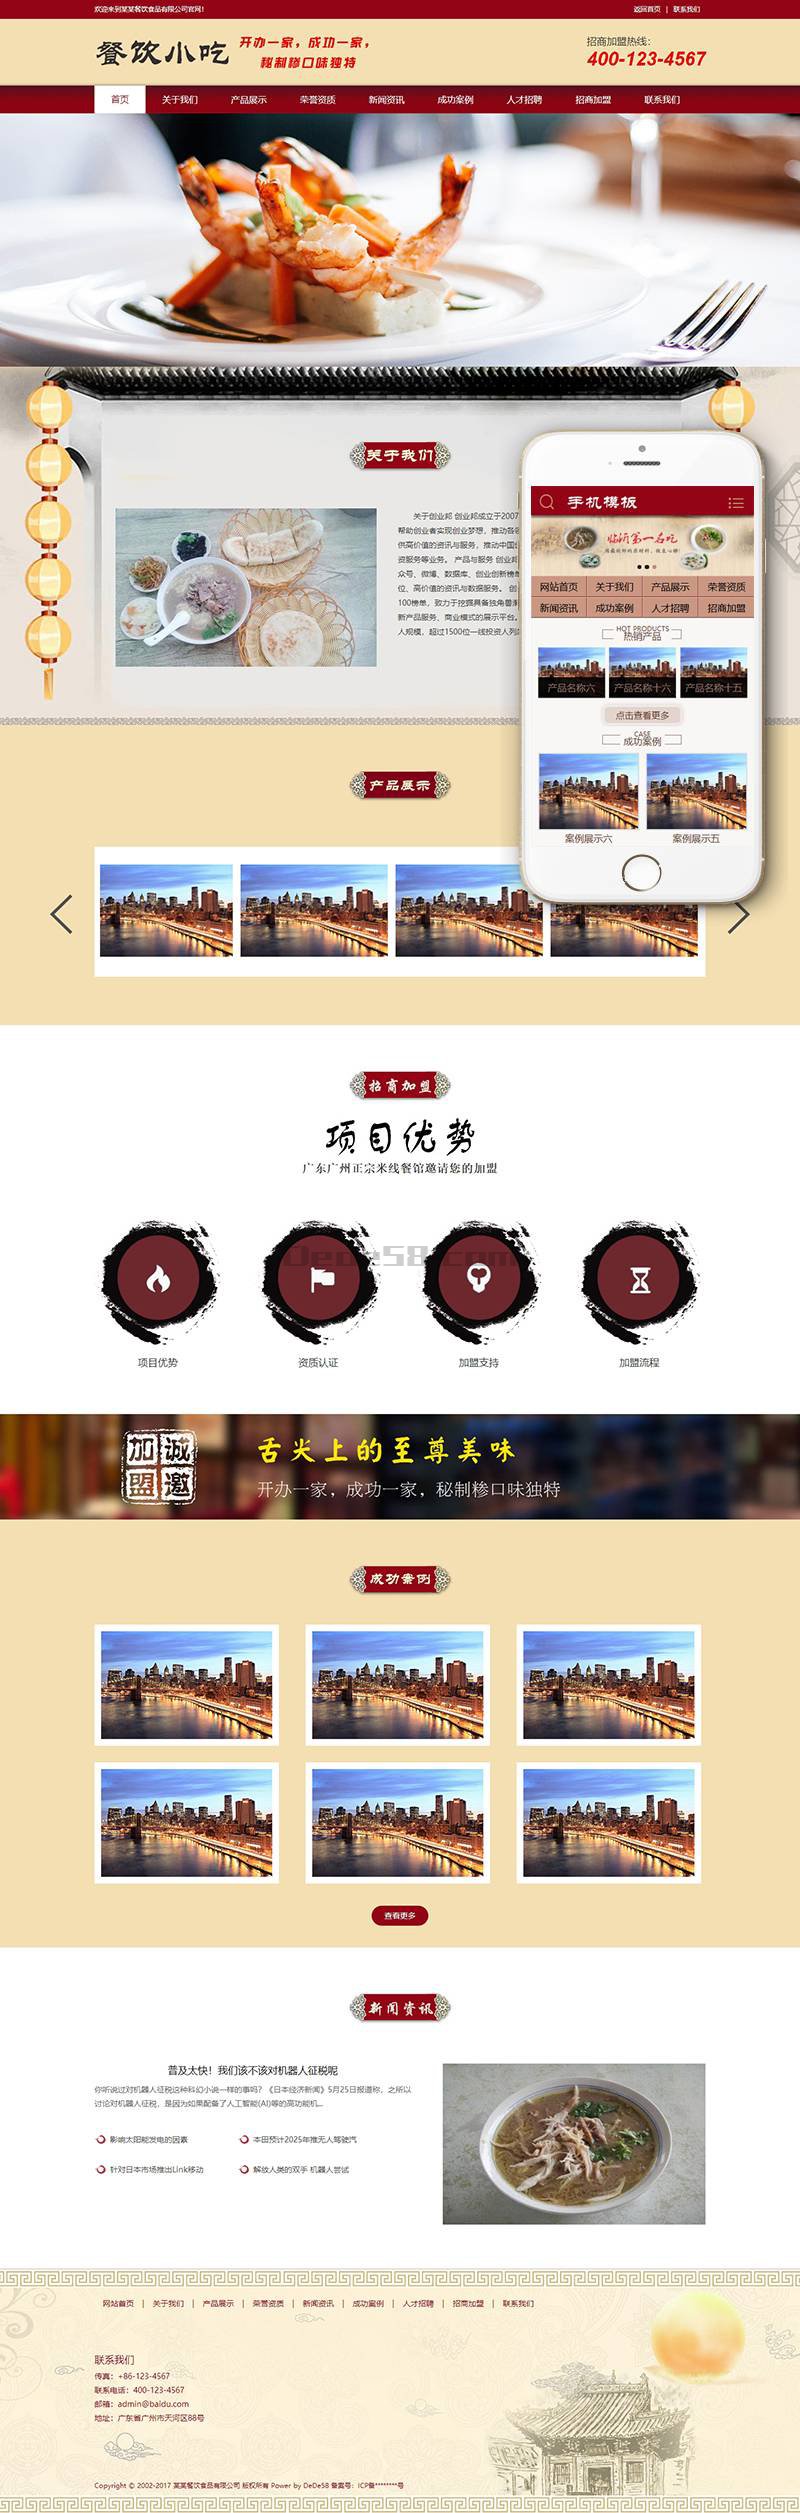 欢迎来到某某餐饮食品有限公司官网!
返回首页 | 联系我们
餐饮小吃
开办一家，成功一家，
秘制糁口味独特
招商加盟热线：
400-123-4567
首页 关于我们 产品展示 荣誉资质 新闻资讯 成功案例 人才招聘 招商加盟 联系我们
关于我们
关于创业邦 创业邦成立于2007
帮助创业者实现创业梦想，推动各
供高价值的资讯与服务，推动中国
资服务等业务。 产品与服务 创业
众号、微博、数据库、创业创新榜单
位、高价值的资讯与数据服务。 创
100榜单，致力于挖掘具备独角兽
新产品服务、商业模式的展示平台。
人规模，超过1500位一线投资人列
手机模板
临沂第一名吃
网站首页 关于我们 产品展示 荣誉资质
新闻资讯 成功案例 人才招聘 招商加盟
HOT PRODUCTS
热销产品
产品名称六 产品名称十六 产品名称十五
点击查看更多
CASE
成功案例
案例展示六 案例展示五
产品展示
招商加盟
项目优势
广东广州正宗米线餐馆邀请您的加盟
Dede58.com
项目优势 资质认证 加盟支持 加盟流程
诚邀加盟
舌尖上的至尊美味
开办一家，成功一家，秘制糁口味独特
成功案例
查看更多
新闻资讯
普及太快！我们该不该对机器人征税呢
你听说过对机器人征税这种科幻小说一样的事吗？《日本经济新闻》5月25日报道称，之所以
讨论对机器人征税，是因为如果配备了人工智能(AI)等的高功能机...
影响太阳能发电的因素 本田预计2025年推无人驾驶汽
针对日本市场推出Link移动 解放人类的双手 机器人尝试
网站首页 | 关于我们 | 产品展示 | 荣誉资质 | 新闻资讯 | 成功案例 | 人才招聘 | 招商加盟 | 联系我们
联系我们
传真：+86-123-4567
联系电话：400-123-4567
邮箱：admin@baidu.com
地址：广东省广州市天河区88号
Copyright © 2002-2017 某某餐饮食品有限公司 版权所有 Power by DeDe58 备案号：ICP备********号